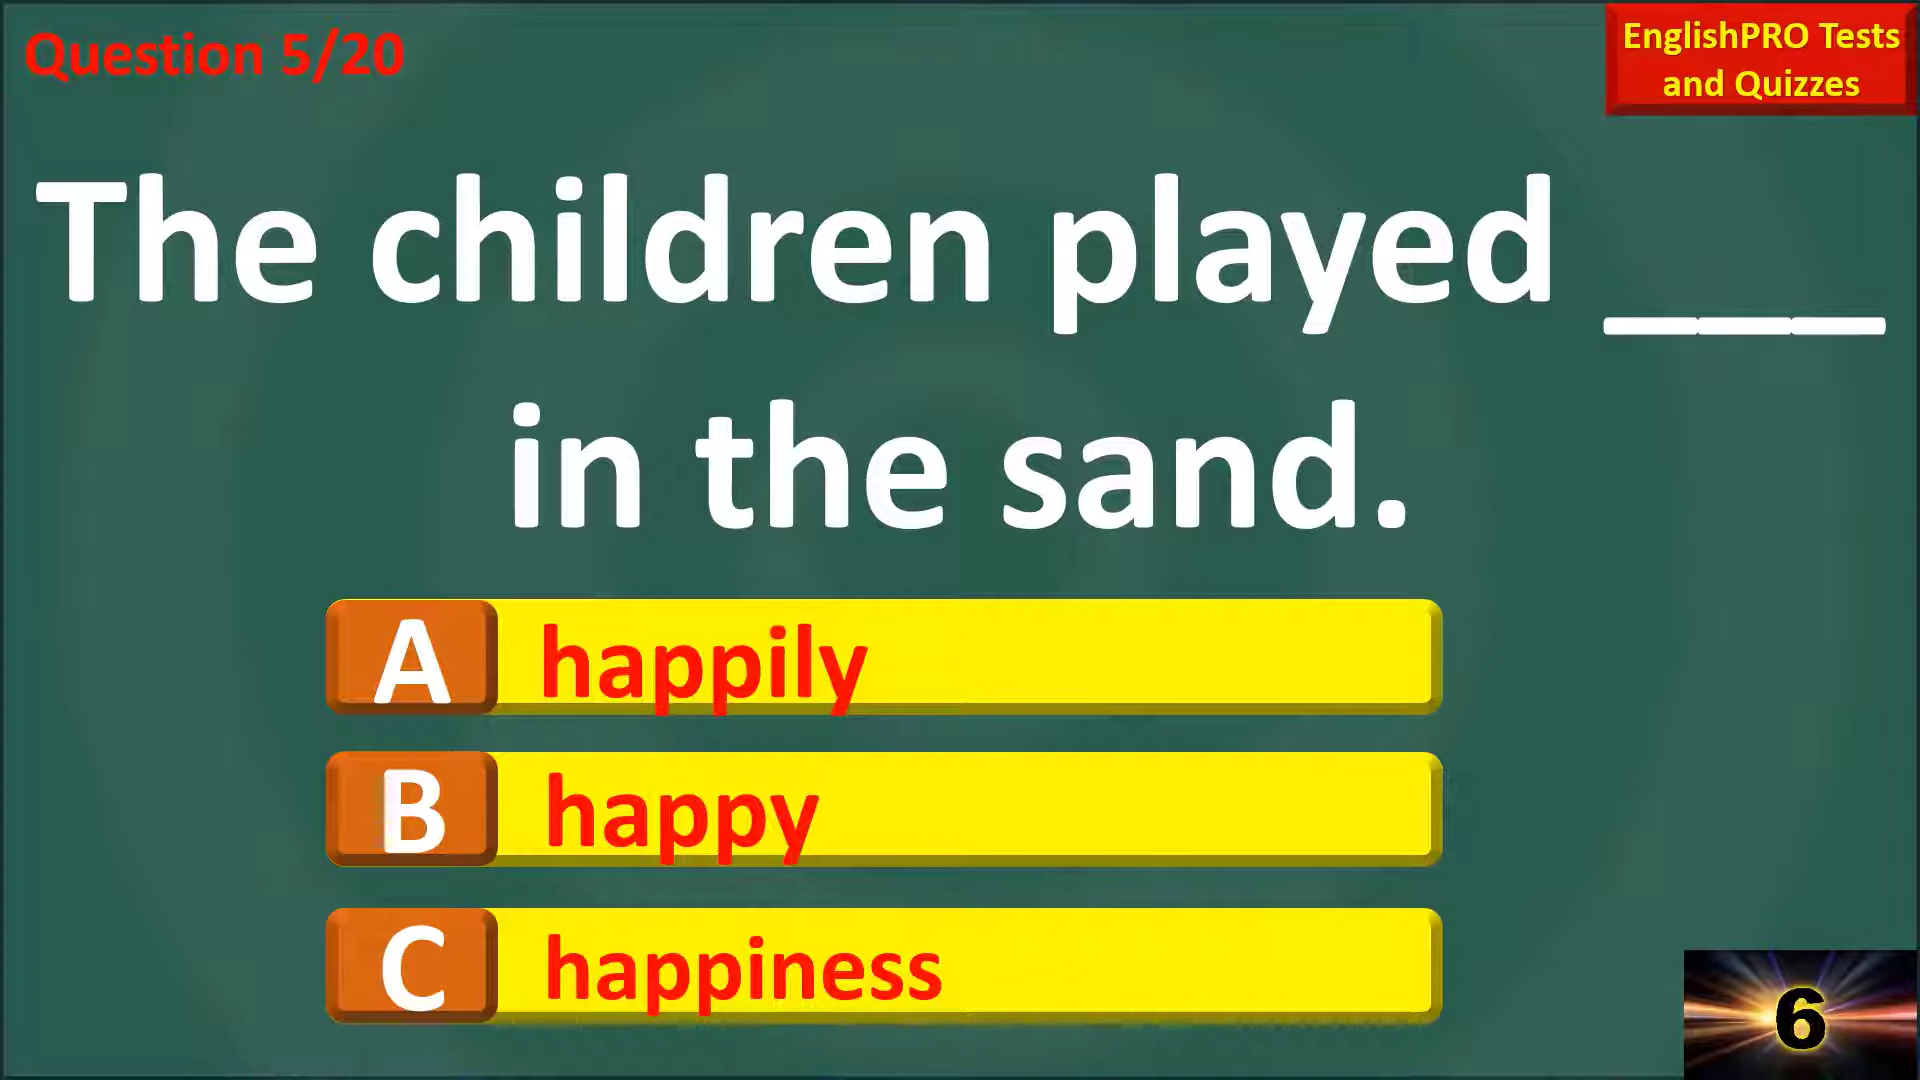 Question 5/20
EnglishPRO Tests
and Quizzes
The children played ___
in the sand.
A happily
B happy
C happiness
6